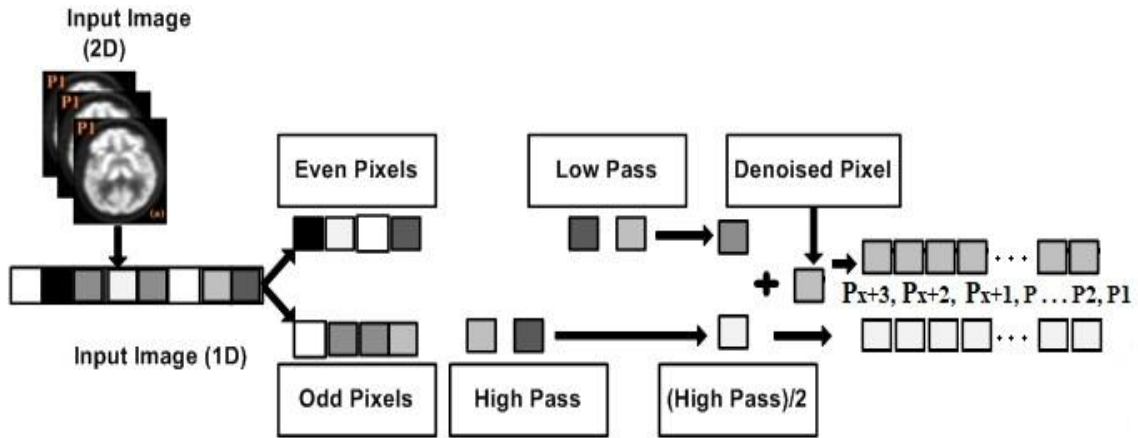 Input Image
(2D)
P1
P1
P1
(a)
Even Pixels
Low Pass
Denoised Pixel
+
...
Px+3, Px+2, Px+1, P ... P2, P1
Input Image (1D)
...
Odd Pixels
High Pass
(High Pass)/2